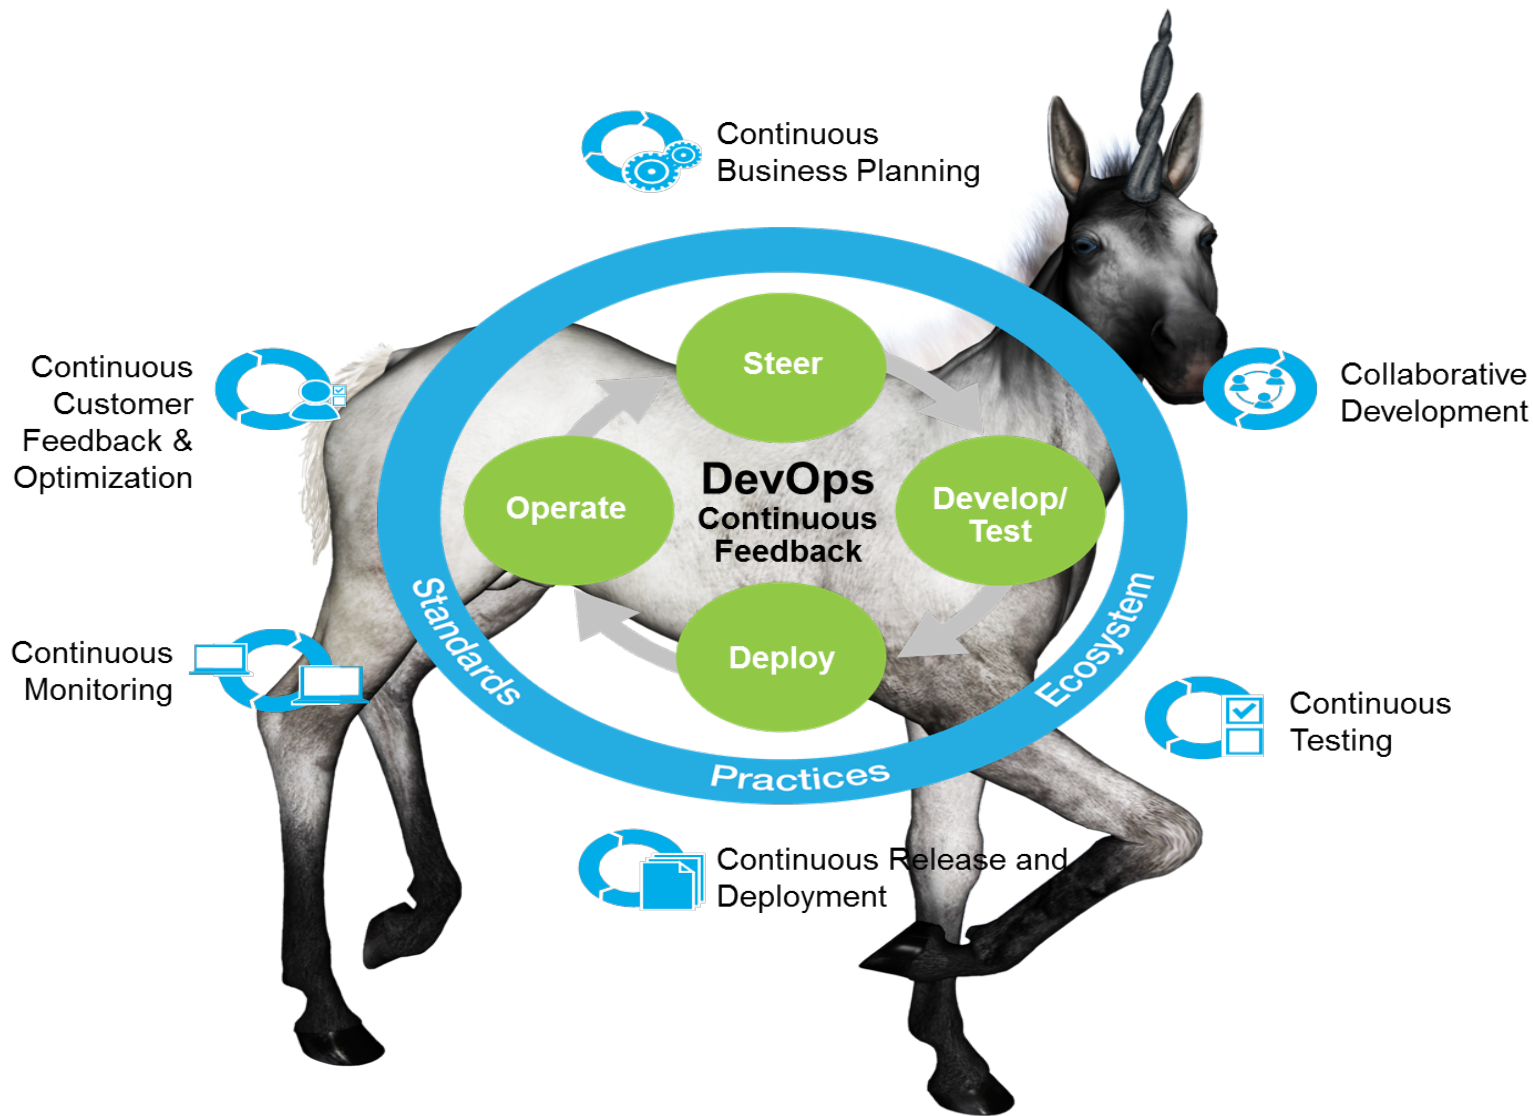 Continuous
Business Planning
Continuous
Customer
Feedback &
Optimization
Collaborative
Development
Steer
Operate
DevOps
Continuous
Feedback
Develop/
Test
Deploy
Standards
Practices
Ecosystem
Continuous
Monitoring
Continuous
Testing
Continuous Release and
Deployment